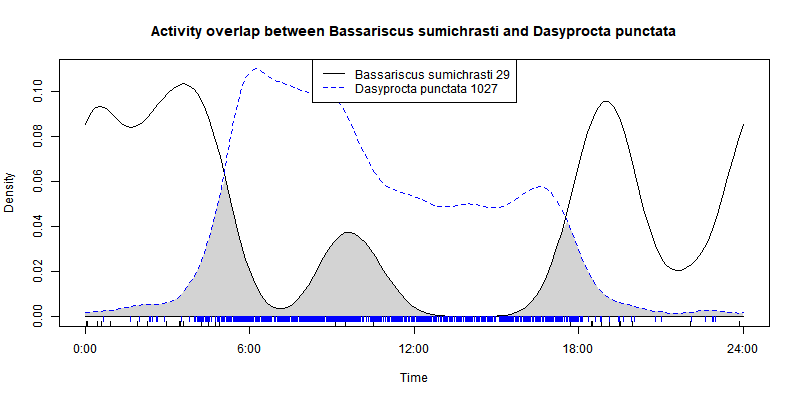 Activity overlap between Bassariscus sumichrasti and Dasyprocta punctata
Bassariscus sumichrasti 29
Dasyprocta punctata 1027
Density
0.10
0.08
0.06
0.04
0.02
0.00
0:00 6:00 12:00 18:00 24:00
Time